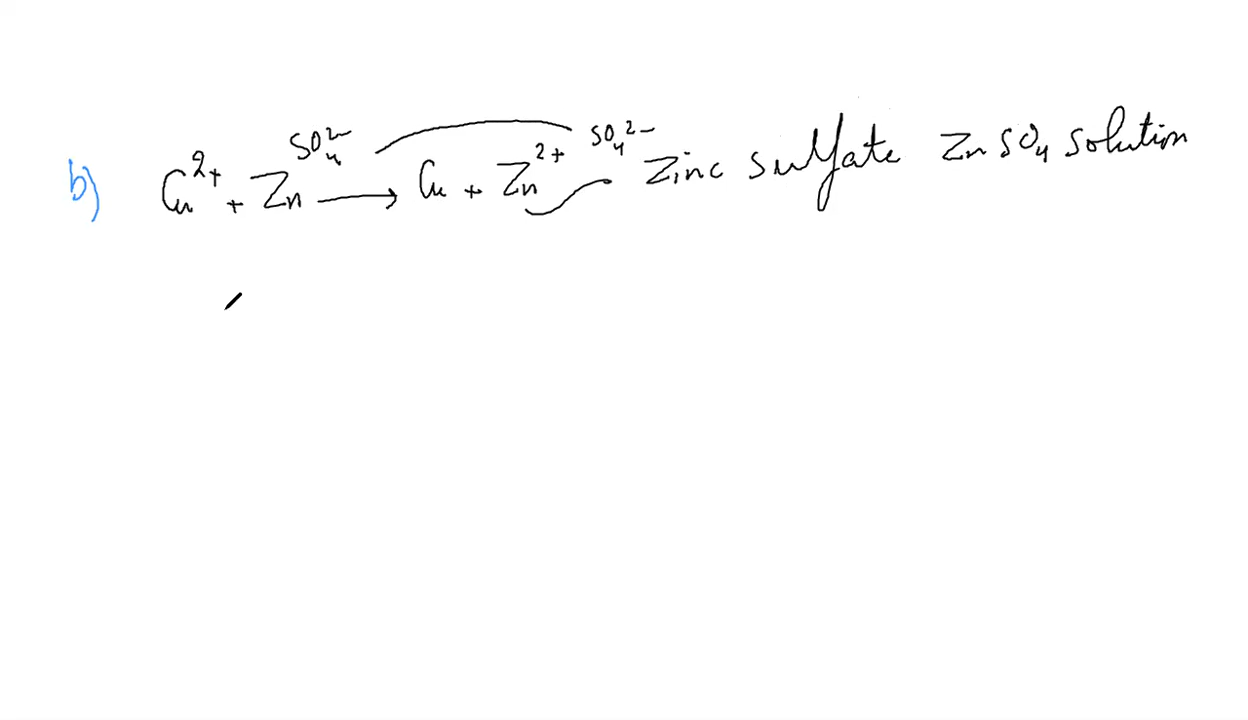 SO₄²⁻ SO₄²⁻
b) Cu²⁺ + Zn ⟶ Cu + Zn²⁺ Zinc sulfate ZnSO₄ solution